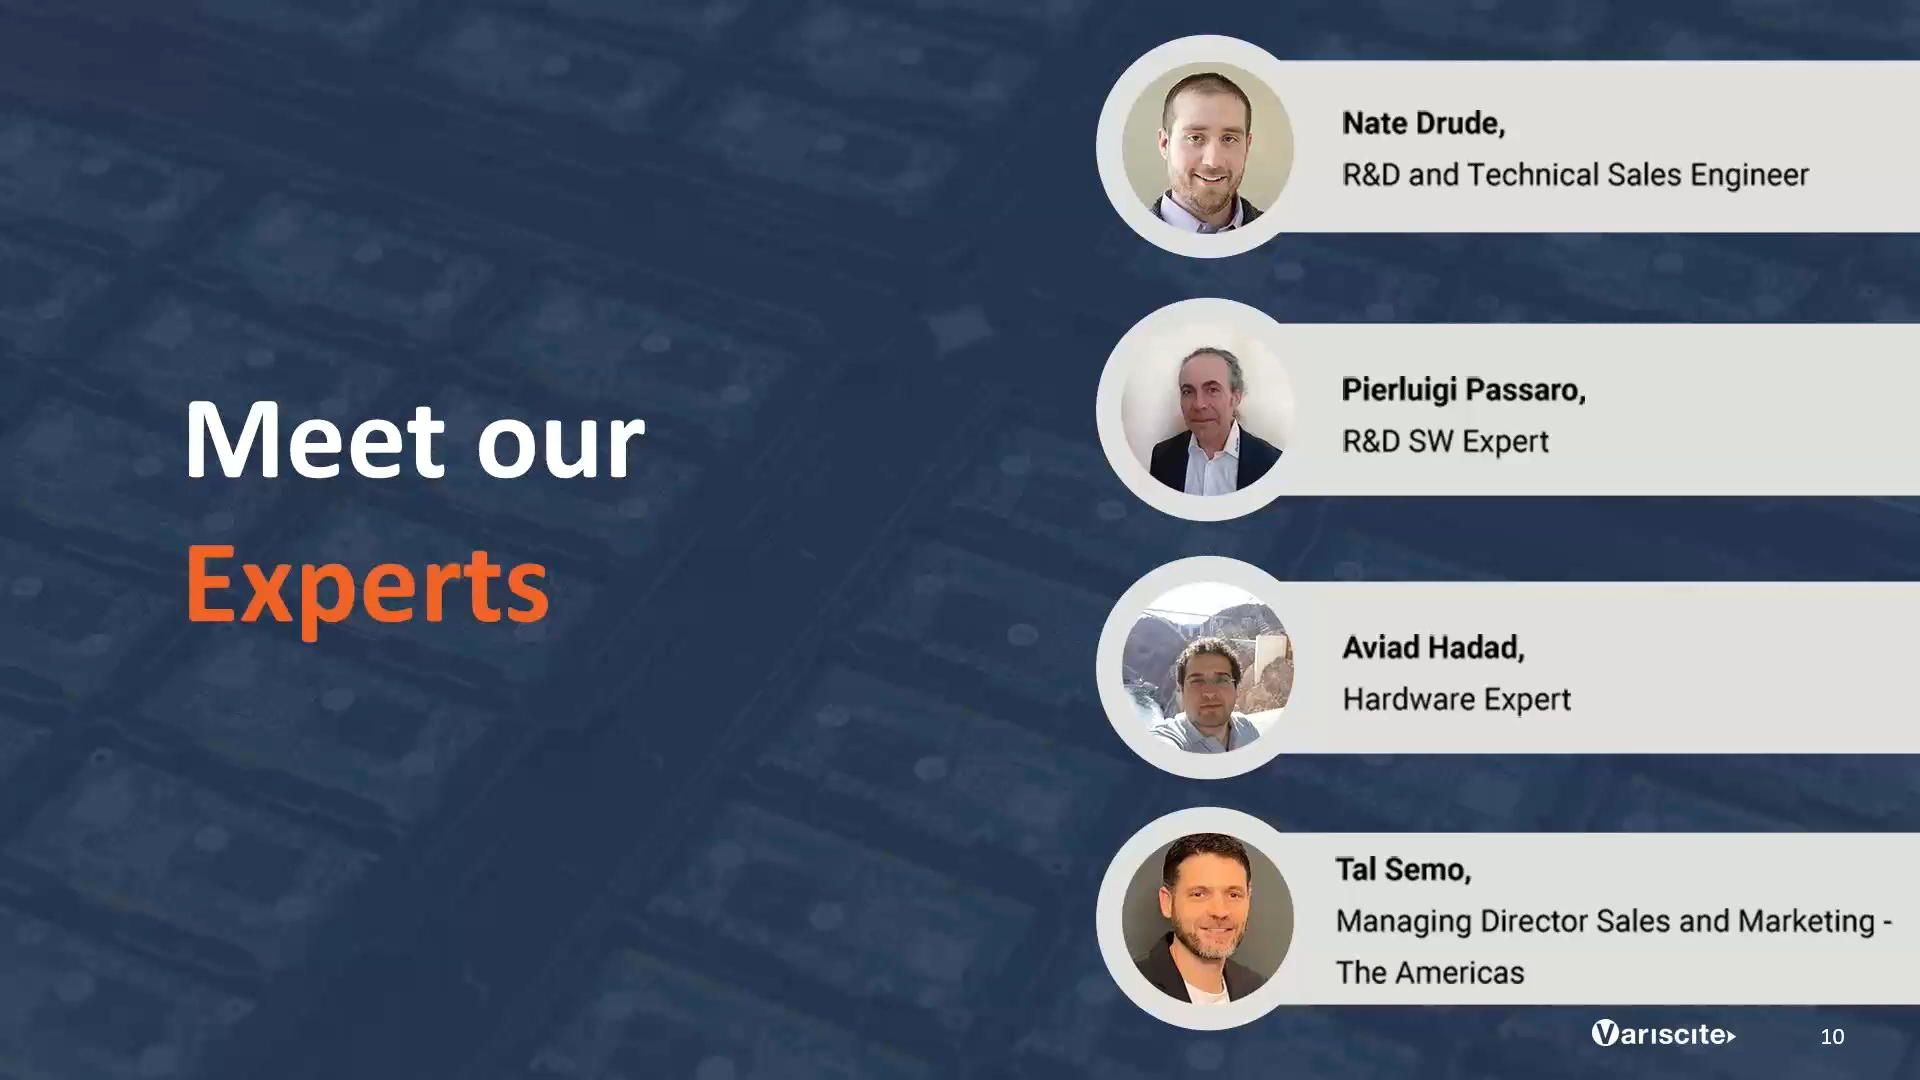 Meet our
Experts
Nate Drude,
R&D and Technical Sales Engineer
Pierluigi Passaro,
R&D SW Expert
Aviad Hadad,
Hardware Expert
Tal Semo,
Managing Director Sales and Marketing -
The Americas
Variscite
10